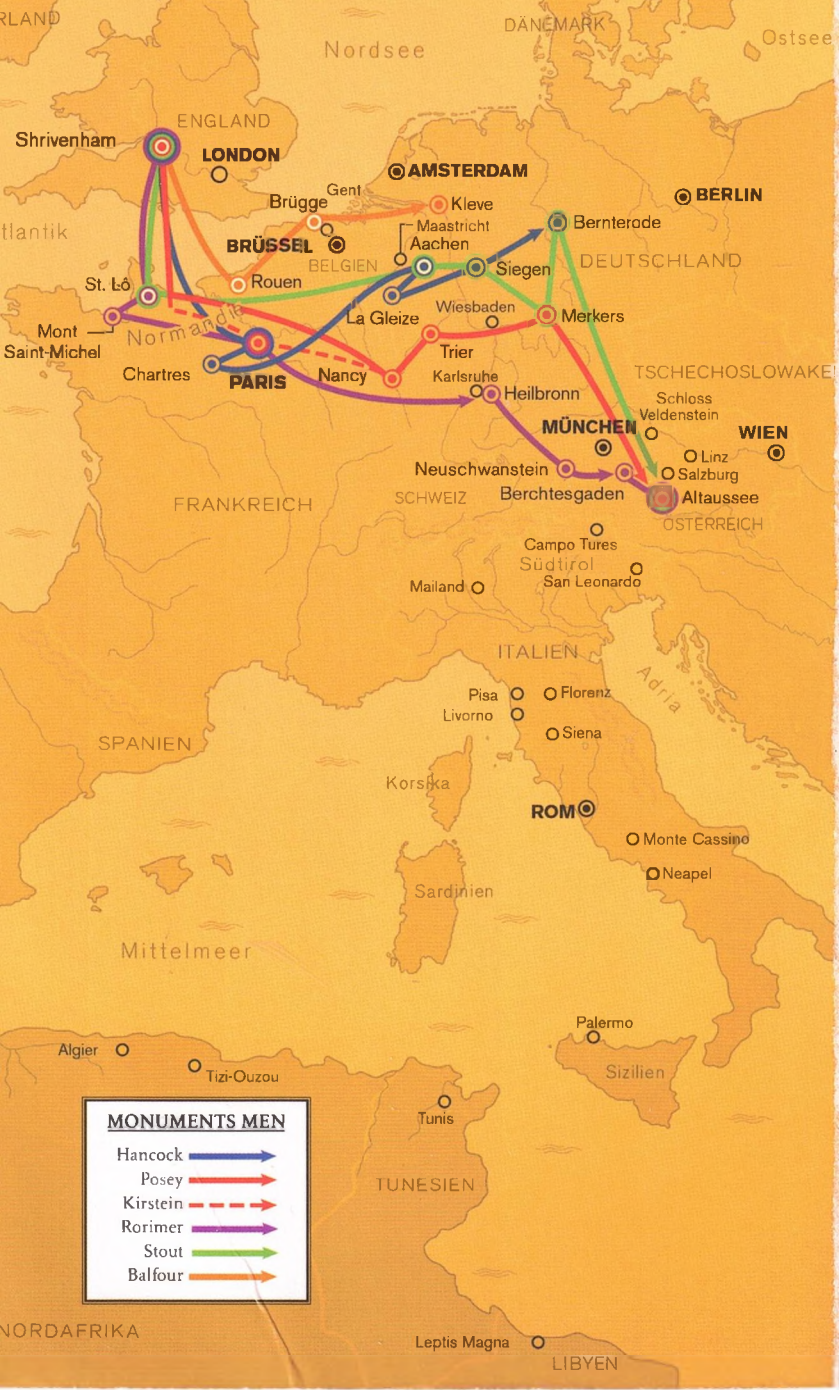 RLAND
Nordsee
DÄNEMARK
Ostsee
ENGLAND
Shrivenham
LONDON
AMSTERDAM
BERLIN
Gent
Brügge
Kleve
Maastricht
Bernterode
tlantik
BRÜSSEL
Aachen
BELGIEN
Siegen
DEUTSCHLAND
Rouen
St. Lô
La Gleize
Wiesbaden
Merkers
Mont
Saint-Michel
Normandie
Trier
Chartres
PARIS
Nancy
Karlsruhe
TSCHECHOSLOWAKE
Heilbronn
Schloss
Veldenstein
MÜNCHEN
WIEN
Linz
Neuschwanstein
Salzburg
Berchtesgaden
Altaussee
FRANKREICH
SCHWEIZ
ÖSTERREICH
Campo Tures
Südtirol
San Leonardo
Mailand
ITALIEN
Adria
Pisa
Florenz
Livorno
Siena
SPANIEN
Korsika
ROM
Monte Cassino
Neapel
Sardinien
Mittelmeer
Palermo
Algier
Tizi-Ouzou
Sizilien
Tunis
MONUMENTS MEN
Hancock
Posey
Kirstein
Rorimer
Stout
Balfour
TUNESIEN
NORDAFRIKA
Leptis Magna
LIBYEN